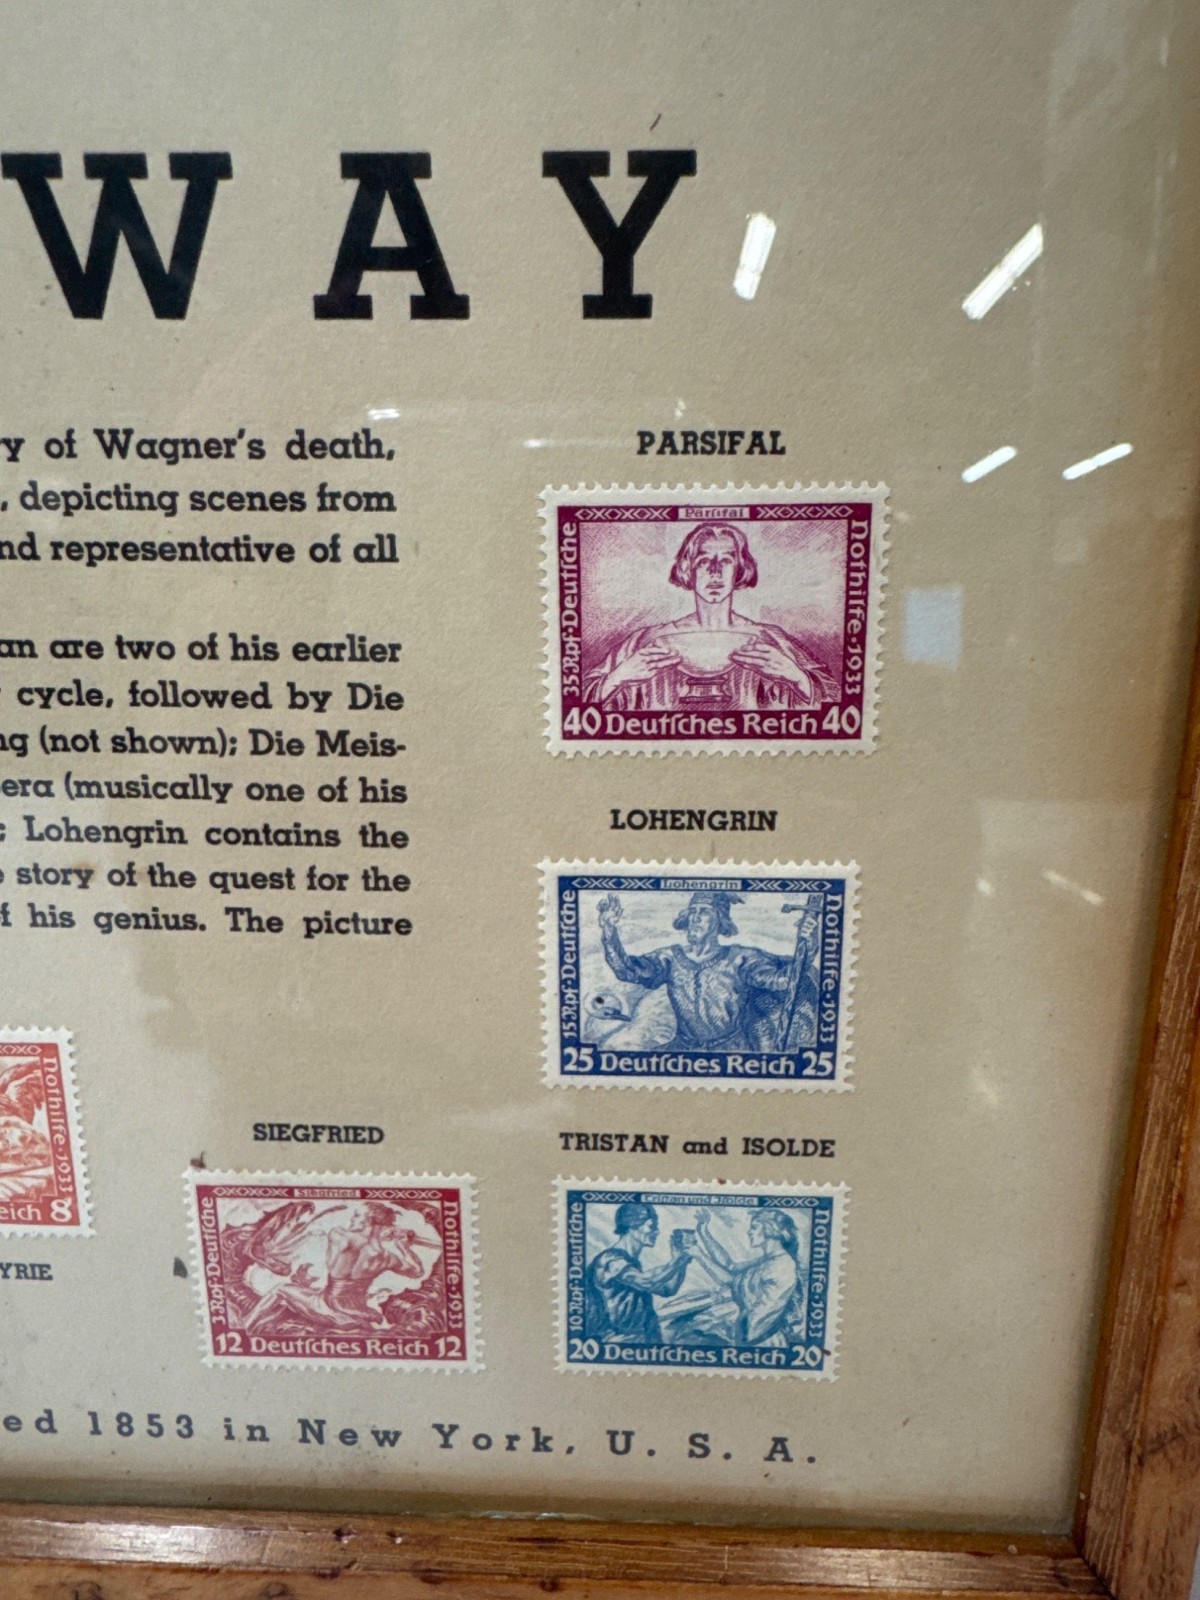 WAY
ry of Wagner's death,
, depicting scenes from
nd representative of all
an are two of his earlier
cycle, followed by Die
ng (not shown); Die Meis-
era (musically one of his
; Lohengrin contains the
story of the quest for the
f his genius. The picture
PARSIFAL
Parsifal
35 Rpf·Deutsche
Nothilfe·1933
40 Deutsches Reich 40
LOHENGRIN
Lohengrin
15 Rpf·Deutsche
Nothilfe·1933
25 Deutsches Reich 25
Nothilfe·1933
eich 8
YRIE
SIEGFRIED
Siegfried
3 Rpf·Deutsche
Nothilfe·1933
12 Deutsches Reich 12
TRISTAN and ISOLDE
Tristan und Isolde
10 Rpf·Deutsche
Nothilfe·1933
20 Deutsches Reich 20
ed 1853 in New York, U. S. A.